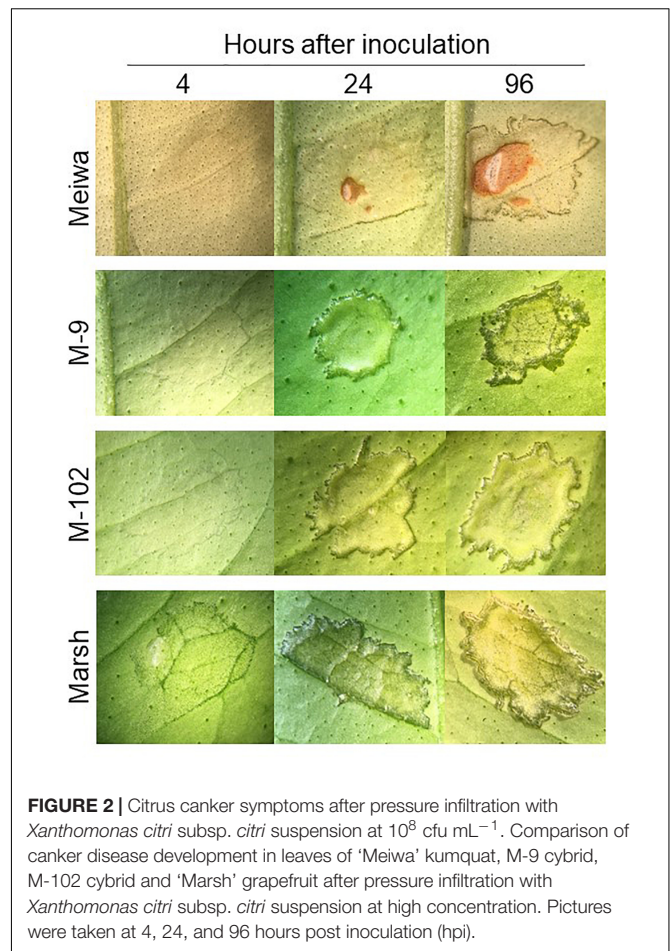 Hours after inoculation
4 24 96
Meiwa
M-9
M-102
Marsh
FIGURE 2 | Citrus canker symptoms after pressure infiltration with
Xanthomonas citri subsp. citri suspension at 10⁸ cfu mL⁻¹. Comparison of
canker disease development in leaves of ‘Meiwa’ kumquat, M-9 cybrid,
M-102 cybrid and ‘Marsh’ grapefruit after pressure infiltration with
Xanthomonas citri subsp. citri suspension at high concentration. Pictures
were taken at 4, 24, and 96 hours post inoculation (hpi).